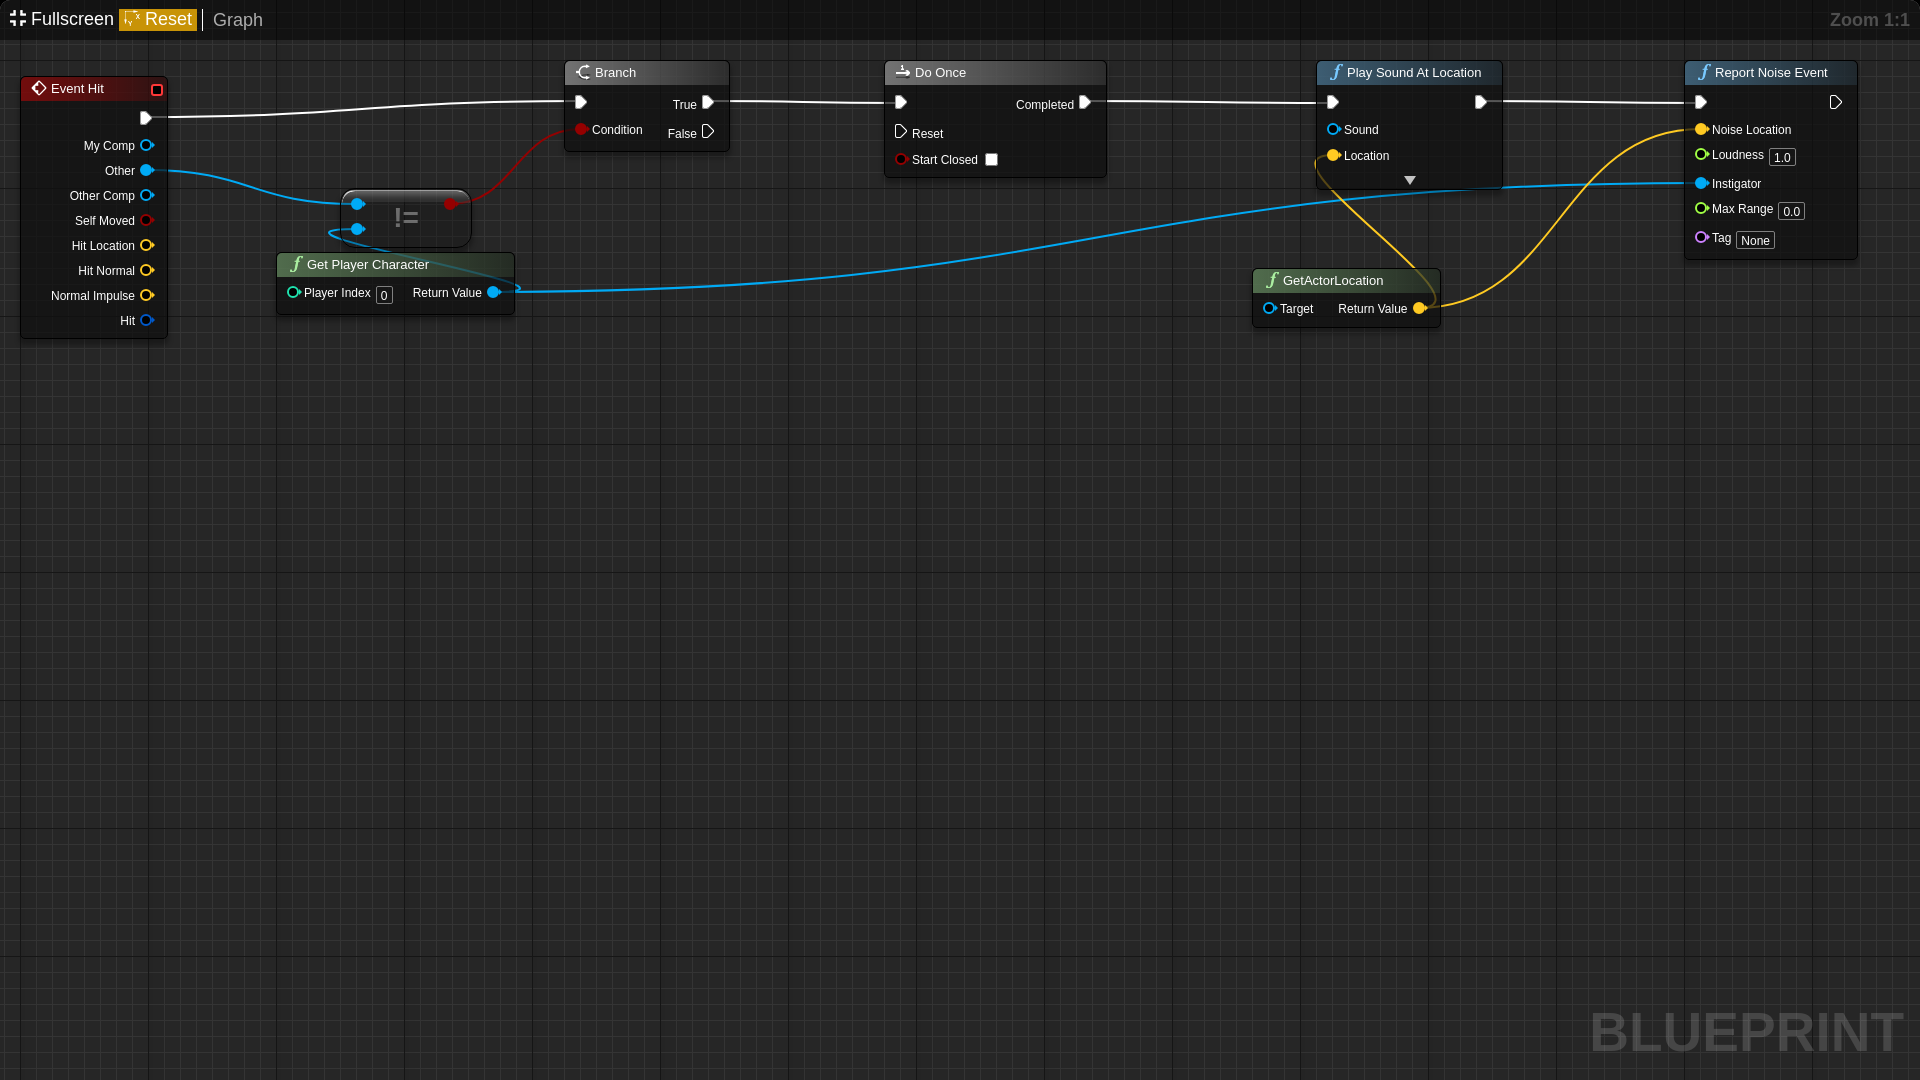 Fullscreen Reset Graph
Zoom 1:1
Event Hit
My Comp
Other
Other Comp
Self Moved
Hit Location
Hit Normal
Normal Impulse
Hit
!=
Get Player Character
Player Index 0 Return Value
Branch
True
Condition
False
Do Once
Completed
Reset
Start Closed
Play Sound At Location
Sound
Location
GetActorLocation
Target Return Value
Report Noise Event
Noise Location
Loudness 1.0
Instigator
Max Range 0.0
Tag None
BLUEPRINT